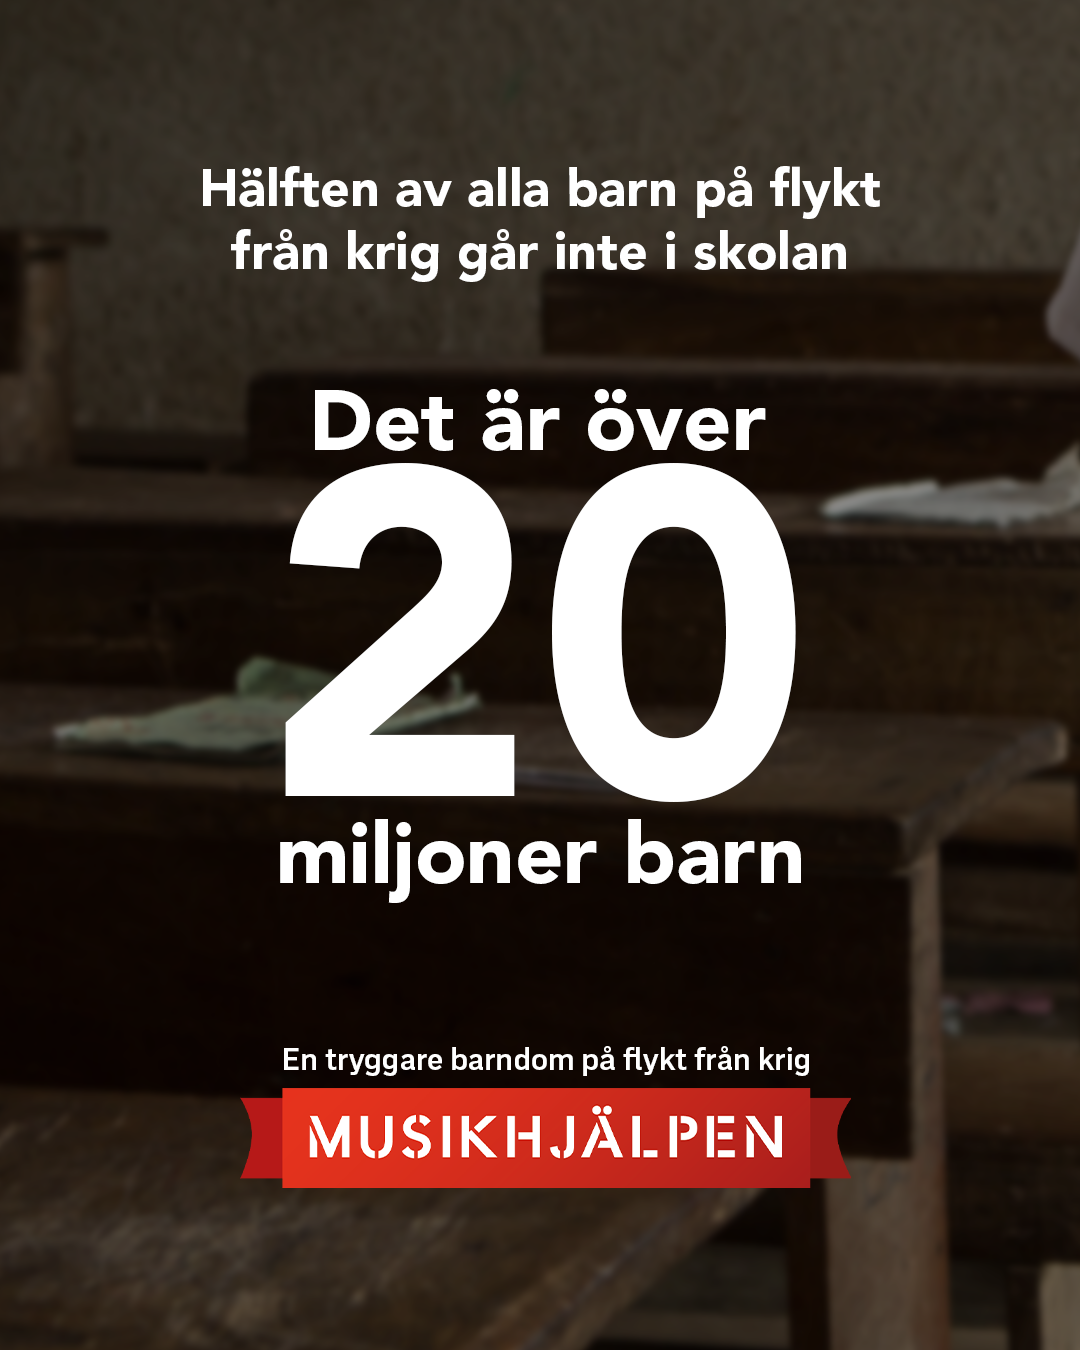 Hälften av alla barn på flykt
från krig går inte i skolan
Det är över
20
miljoner barn
En tryggare barndom på flykt från krig
MUSIKHJÄLPEN